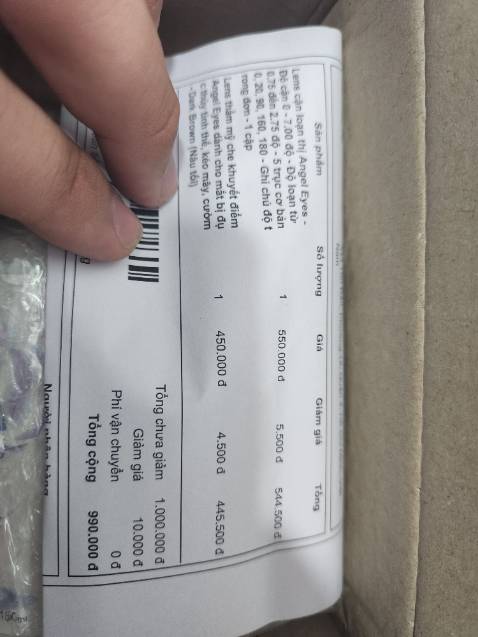 Sản phẩm Số lượng Giá Giảm giá Tổng
Lens cận loạn thị Angel Eyes -
Độ cận 0 - 7.00 độ - Độ loạn từ
0.75 đến 2.75 độ - 5 trục cơ bản 1 550.000 đ 5.500 đ 544.500 đ
0, 20, 90, 160, 180 - Ghi chú độ t
rong đơn - 1 cặp
Lens thẩm mỹ che khuyết điểm
Angel Eyes dành cho mắt bị đụ 1 450.000 đ 4.500 đ 445.500 đ
c thủy tinh thể, kéo mây, cườm
- Dark Brown (Nâu tối)
Tổng chưa giảm 1.000.000 đ
Giảm giá 10.000 đ
Phí vận chuyển 0 đ
Tổng cộng 990.000 đ
Người nhận hàng